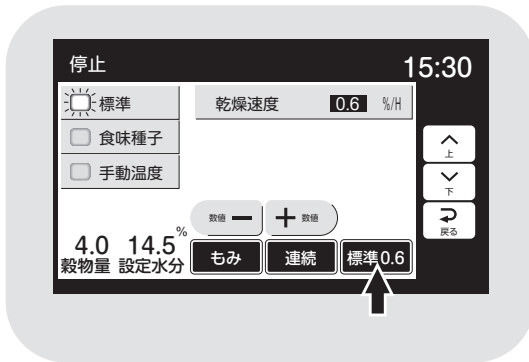 停止 15:30
標準 乾燥速度 0.6 %/H
食味種子
手動温度
上
下
戻る
数値 − + 数値
4.0 14.5%
穀物量 設定水分
もみ 連続 標準0.6